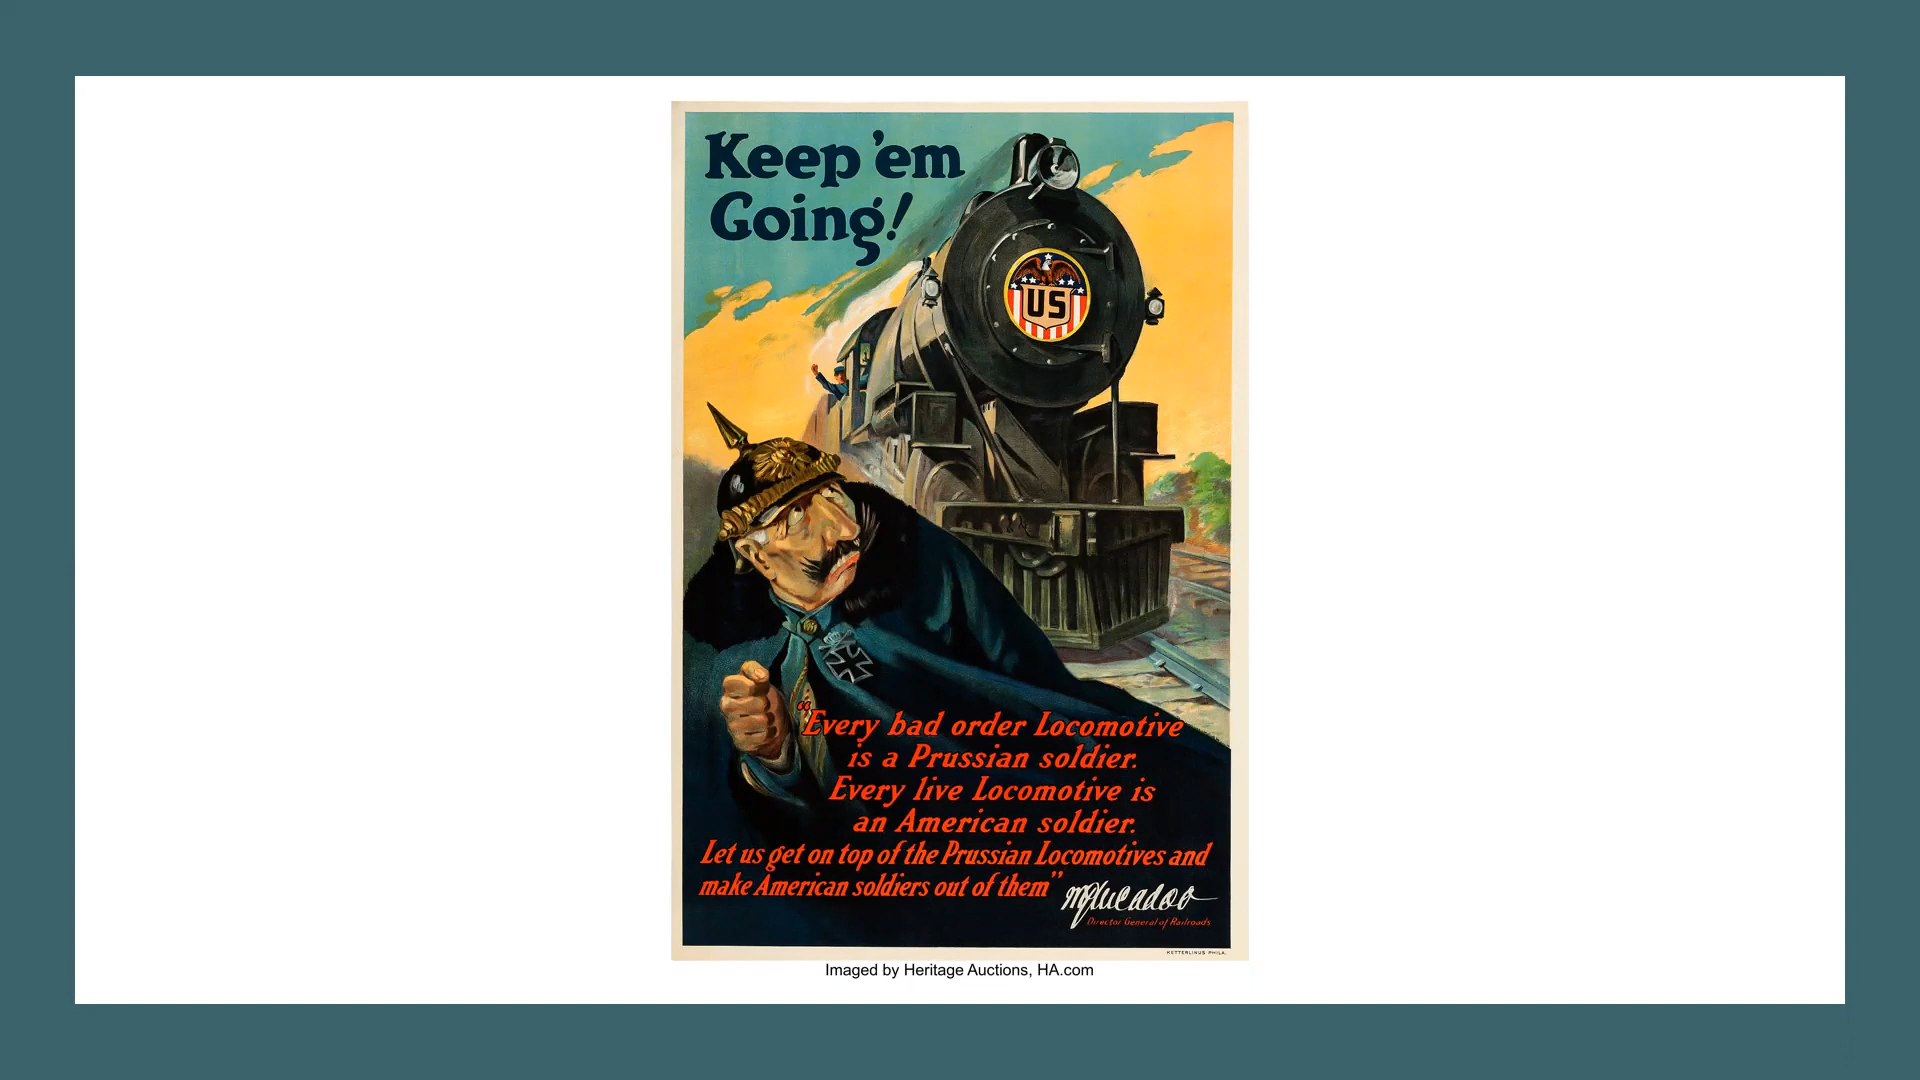 Keep 'em
Going!
US
"Every bad order Locomotive
is a Prussian soldier.
Every live Locomotive is
an American soldier.
Let us get on top of the Prussian Locomotives and
make American soldiers out of them"
WGMcAdoo
Director General of Railroads
KETTERLINUS PHILA.
Imaged by Heritage Auctions, HA.com